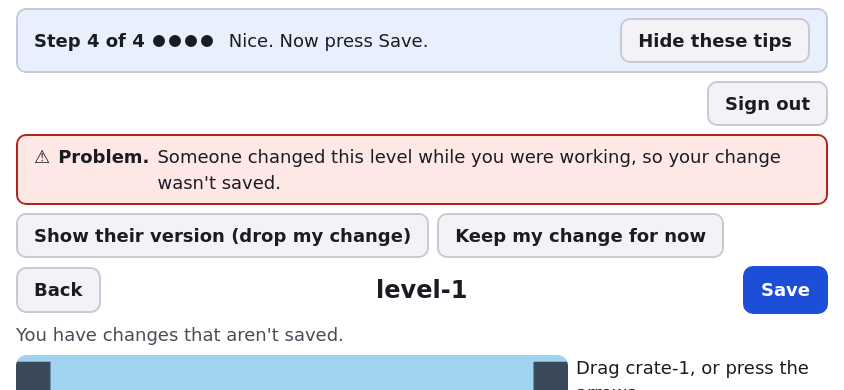 Step 4 of 4 ●●●● Nice. Now press Save.
Hide these tips
Sign out
⚠ Problem. Someone changed this level while you were working, so your change
wasn't saved.
Show their version (drop my change)
Keep my change for now
Back
level-1
Save
You have changes that aren't saved.
Drag crate-1, or press the